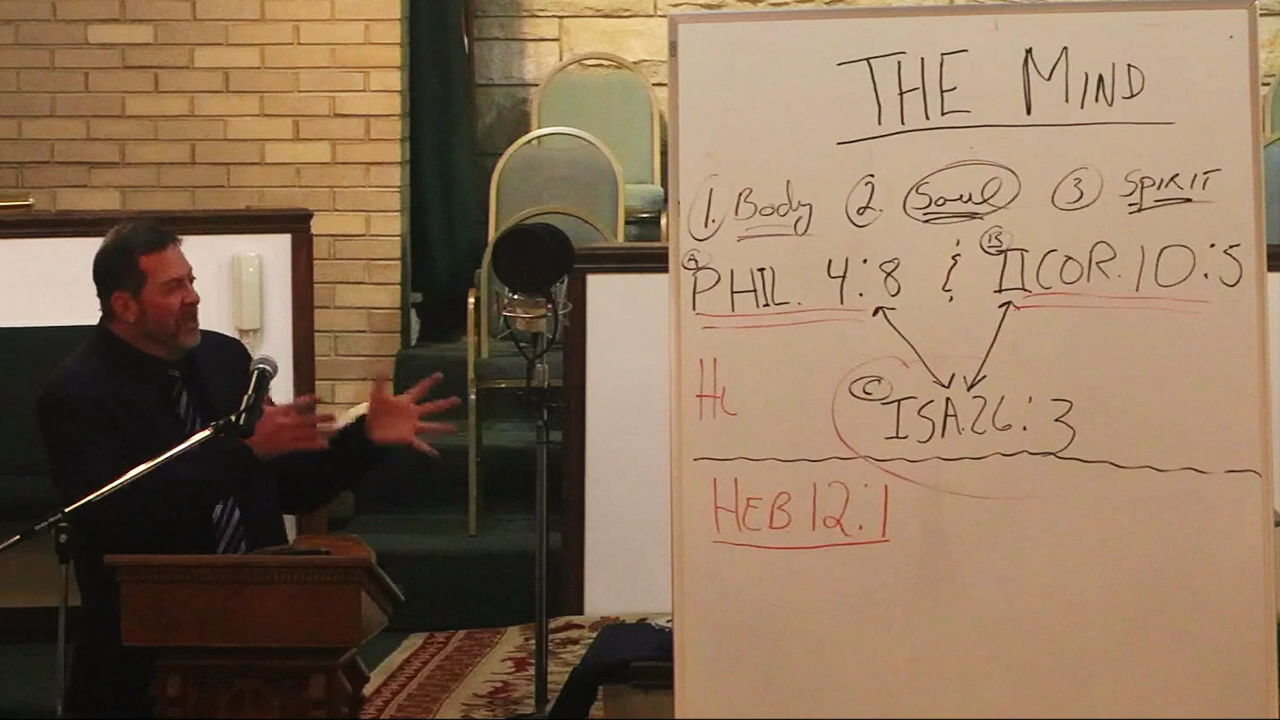 THE MIND
1. Body 2. Soul 3 SPIRIT
A PHIL. 4:8 & B II COR. 10:5
He
C ISA.26:3
HEB 12:1